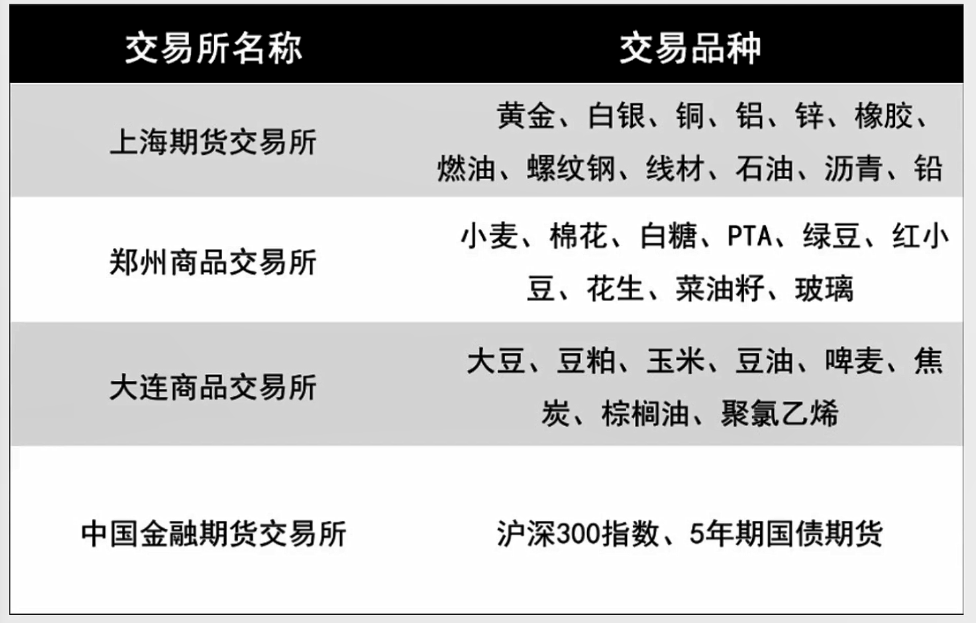 交易所名称 交易品种
上海期货交易所
黄金、白银、铜、铝、锌、橡胶、
燃油、螺纹钢、线材、石油、沥青、铅
郑州商品交易所
小麦、棉花、白糖、PTA、绿豆、红小
豆、花生、菜油籽、玻璃
大连商品交易所
大豆、豆粕、玉米、豆油、啤麦、焦
炭、棕榈油、聚氯乙烯
中国金融期货交易所
沪深300指数、5年期国债期货